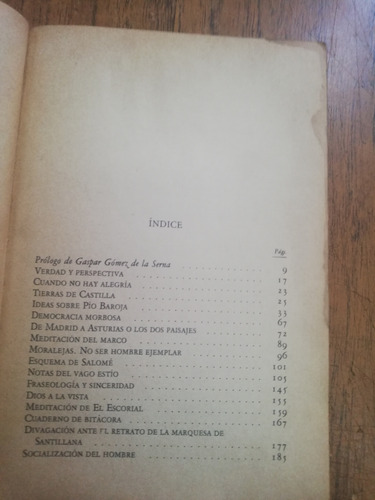 ÍNDICE
Pág.
Prólogo de Gaspar Gómez de la Serna 9
VERDAD Y PERSPECTIVA 17
CUANDO NO HAY ALEGRÍA 23
TIERRAS DE CASTILLA 25
IDEAS SOBRE PÍO BAROJA 53
DEMOCRACIA MORBOSA 67
DE MADRID A ASTURIAS O LOS DOS PAISAJES 72
MEDITACIÓN DEL MARCO 89
MORALEJAS. NO SER HOMBRE EJEMPLAR 96
ESQUEMA DE SALOMÉ 101
NOTAS DEL VAGO ESTÍO 105
FRASEOLOGÍA Y SINCERIDAD 145
DIOS A LA VISTA 155
MEDITACIÓN DE EL ESCORIAL 159
CUADERNO DE BITÁCORA 167
DIVAGACIÓN ANTE EL RETRATO DE LA MARQUESA DE
SANTILLANA 177
SOCIALIZACIÓN DEL HOMBRE 185